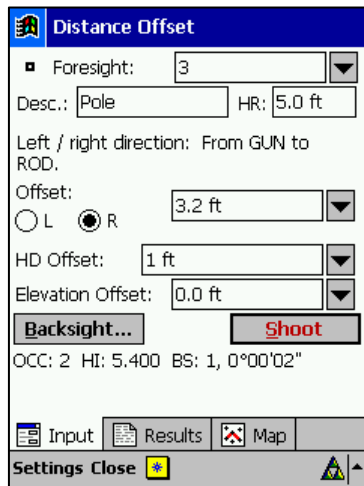 Distance Offset
Foresight: 3
Desc.: Pole HR: 5.0 ft
Left / right direction: From GUN to
ROD.
Offset:
L R 3.2 ft
HD Offset: 1 ft
Elevation Offset: 0.0 ft
Backsight... Shoot
OCC: 2 HI: 5.400 BS: 1, 0°00'02"
Input Results Map
Settings Close